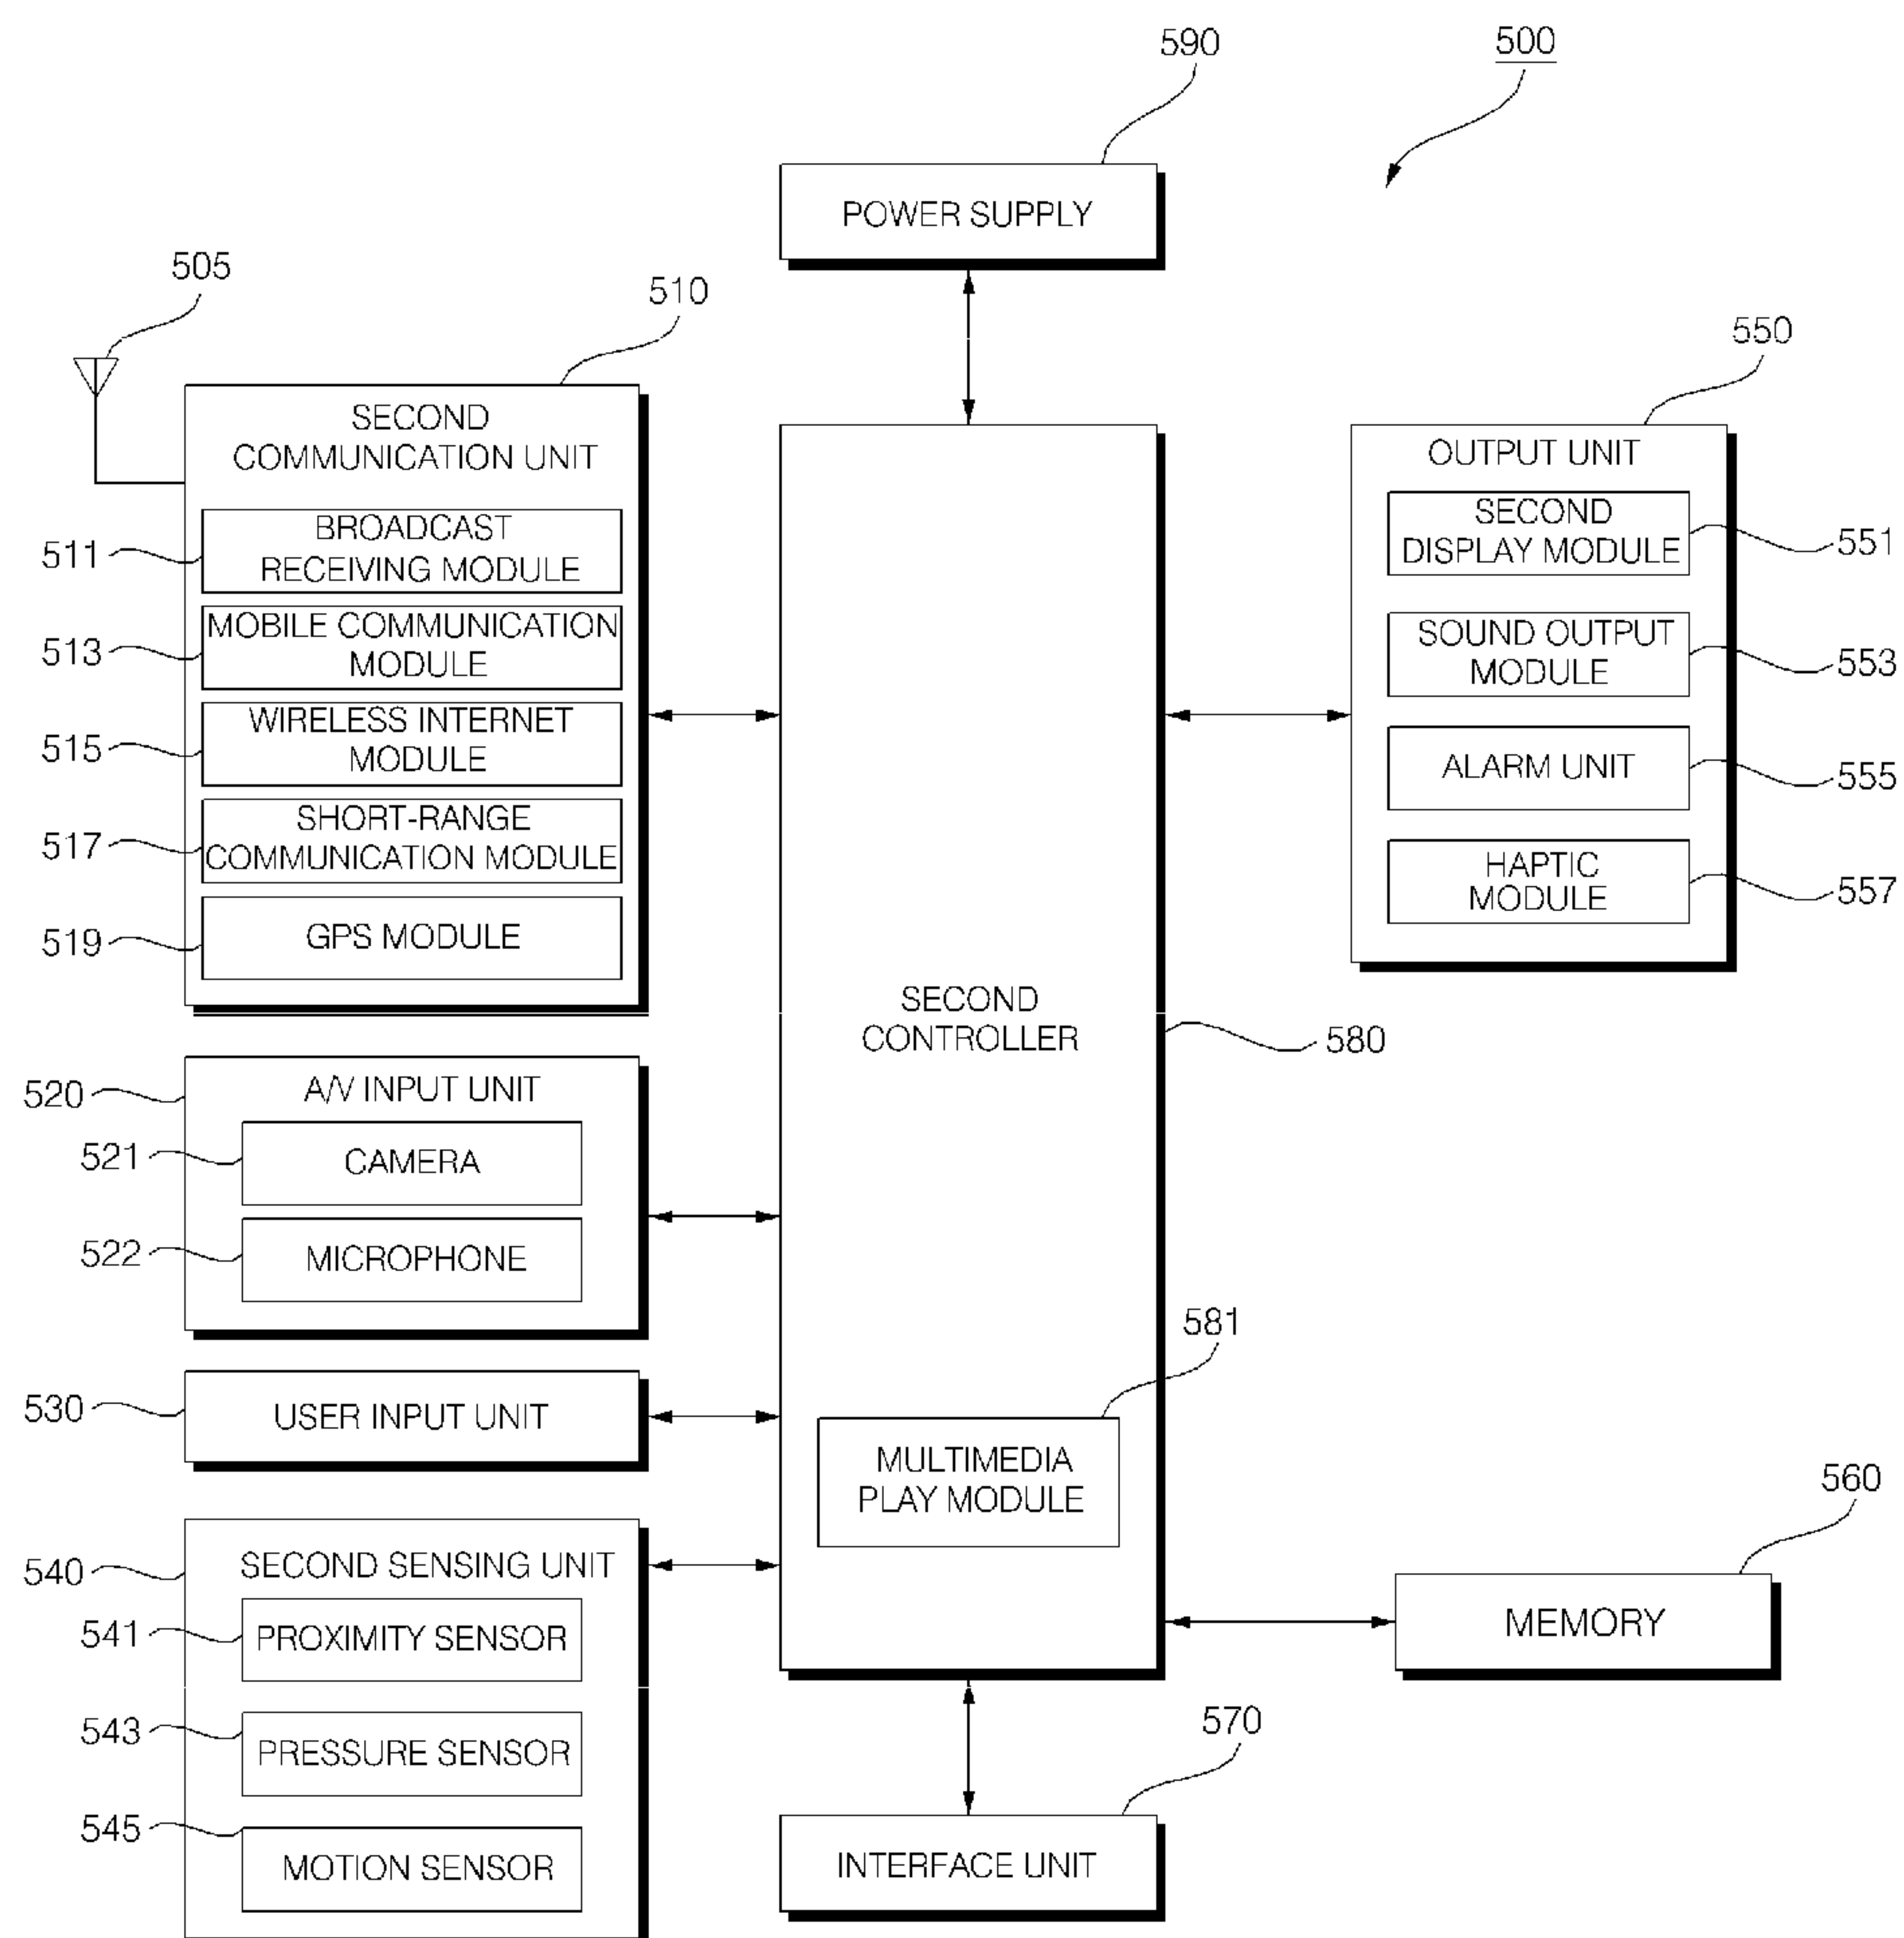 590
500
POWER SUPPLY
505
510
SECOND
COMMUNICATION UNIT
511
BROADCAST
RECEIVING MODULE
513
MOBILE COMMUNICATION
MODULE
515
WIRELESS INTERNET
MODULE
517
SHORT-RANGE
COMMUNICATION MODULE
519
GPS MODULE
550
OUTPUT UNIT
SECOND
DISPLAY MODULE
551
SOUND OUTPUT
MODULE
553
ALARM UNIT
555
HAPTIC
MODULE
557
SECOND
CONTROLLER
580
520
A/V INPUT UNIT
521
CAMERA
522
MICROPHONE
530
USER INPUT UNIT
581
MULTIMEDIA
PLAY MODULE
540
SECOND SENSING UNIT
541
PROXIMITY SENSOR
543
PRESSURE SENSOR
545
MOTION SENSOR
560
MEMORY
570
INTERFACE UNIT